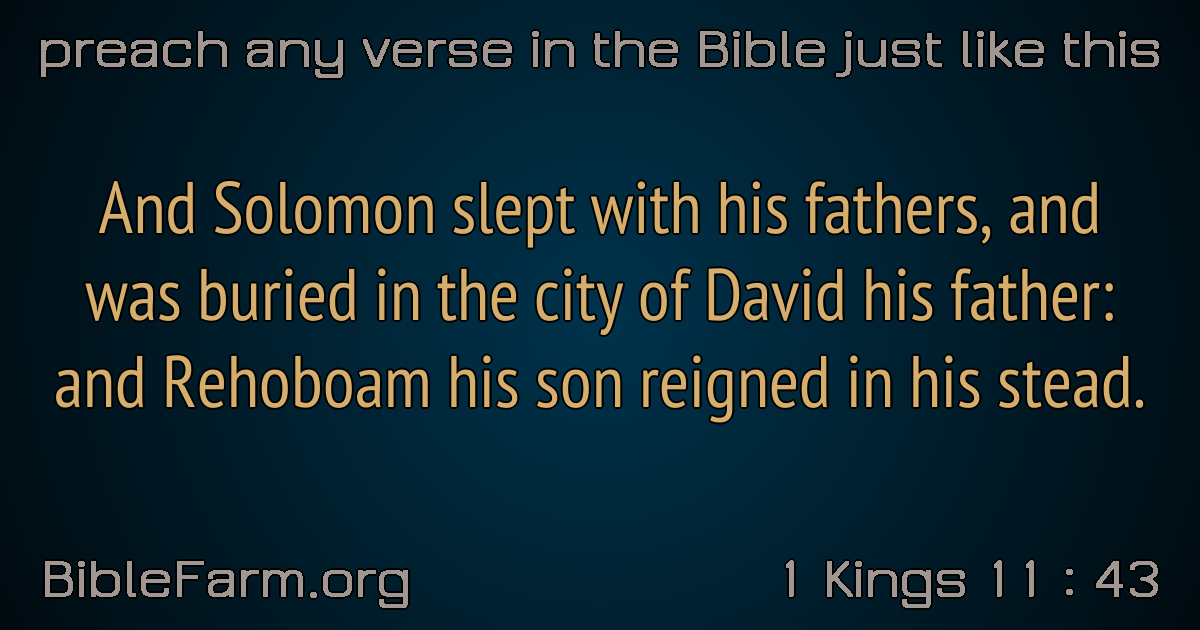 preach any verse in the Bible just like this
And Solomon slept with his fathers, and
was buried in the city of David his father:
and Rehoboam his son reigned in his stead.
BibleFarm.org
1 Kings 11 : 43